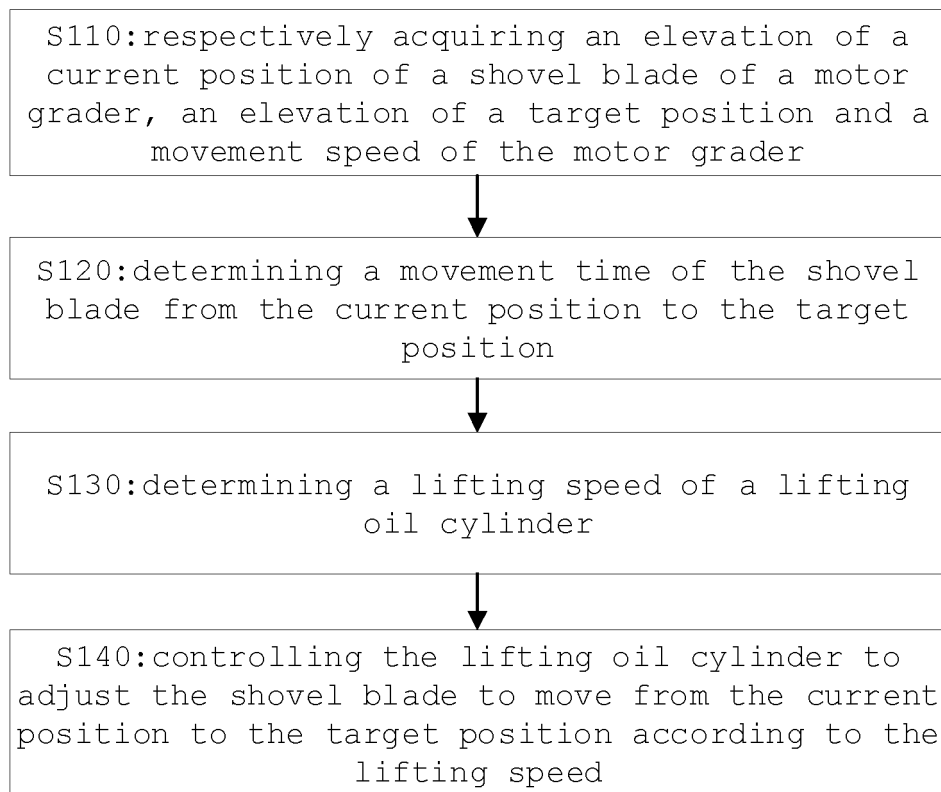 S110:respectively acquiring an elevation of a
current position of a shovel blade of a motor
grader, an elevation of a target position and a
movement speed of the motor grader
S120:determining a movement time of the shovel
blade from the current position to the target
position
S130:determining a lifting speed of a lifting
oil cylinder
S140:controlling the lifting oil cylinder to
adjust the shovel blade to move from the current
position to the target position according to the
lifting speed